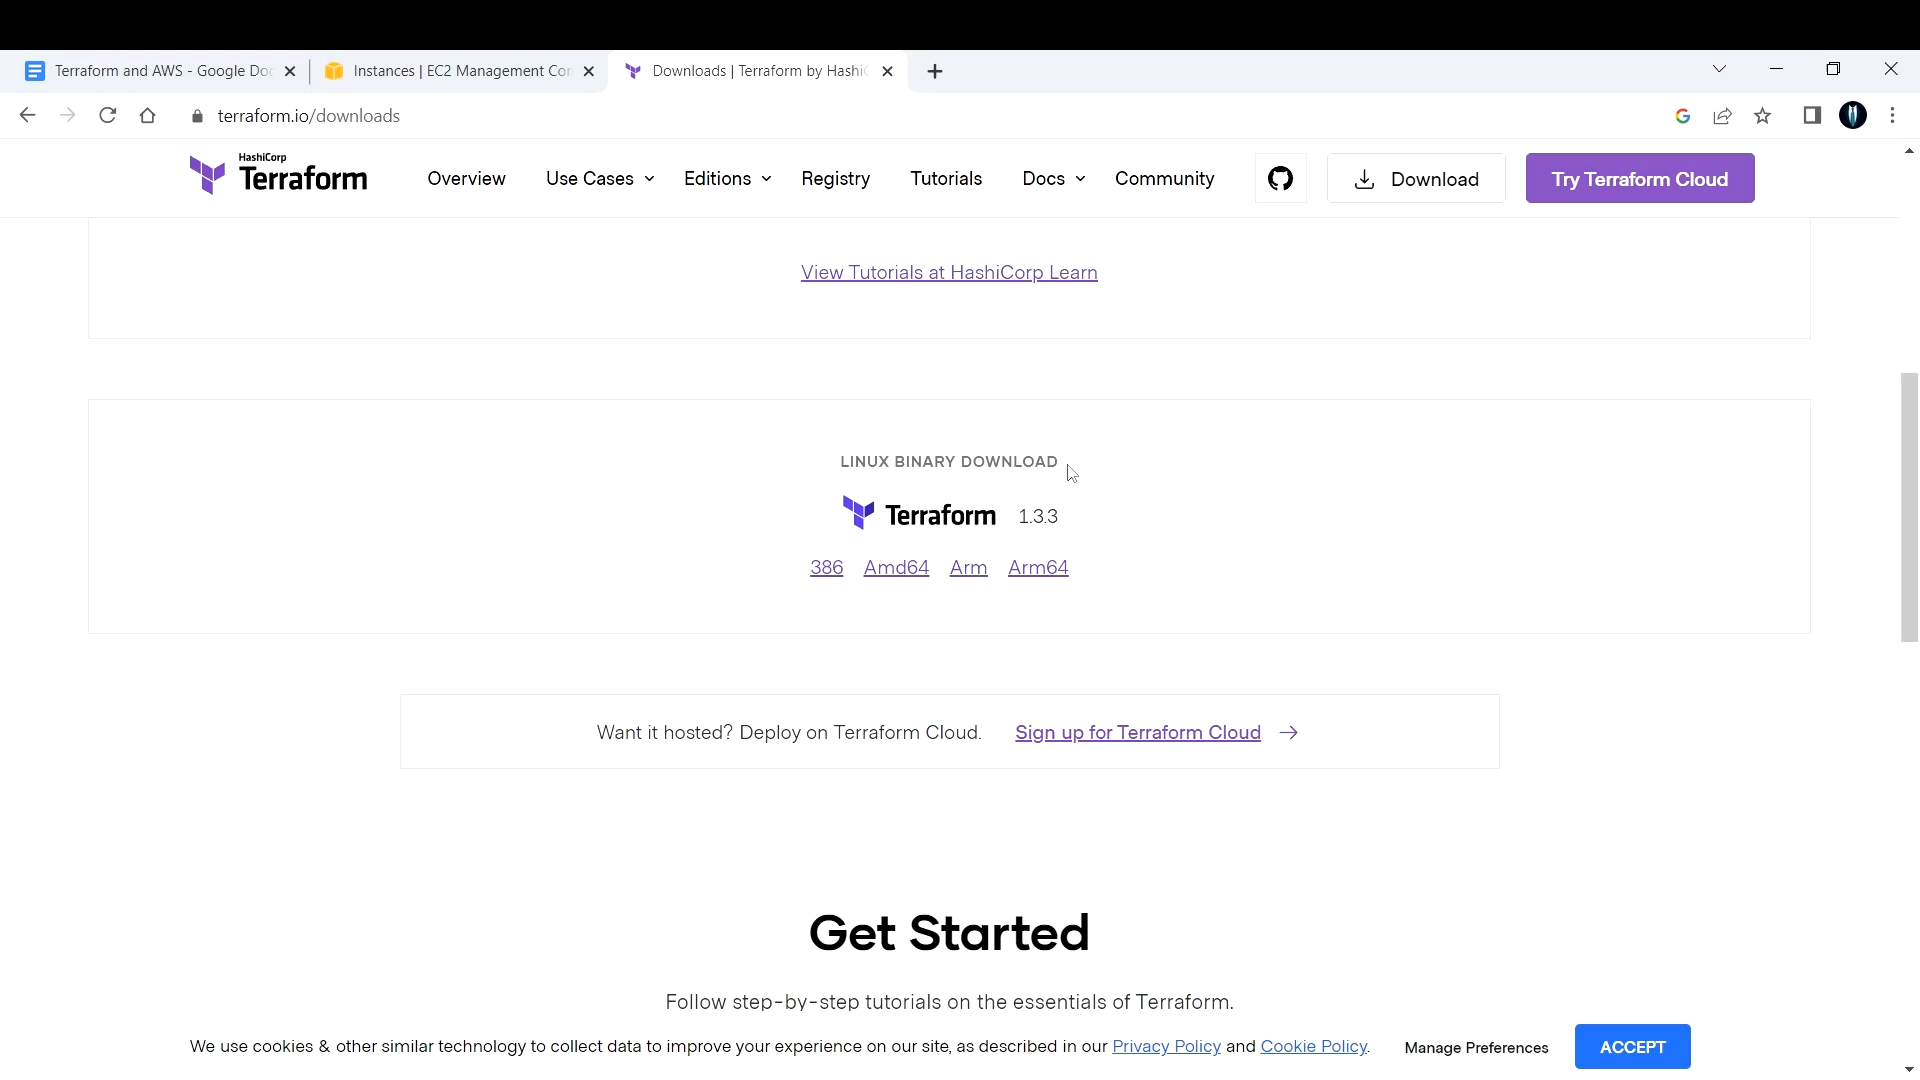 Terraform and AWS - Google Doc
Instances | EC2 Management Con
Downloads | Terraform by HashiC
terraform.io/downloads
HashiCorp
Terraform
Overview
Use Cases
Editions
Registry
Tutorials
Docs
Community
Download
Try Terraform Cloud
View Tutorials at HashiCorp Learn
LINUX BINARY DOWNLOAD
Terraform 1.3.3
386 Amd64 Arm Arm64
Want it hosted? Deploy on Terraform Cloud. Sign up for Terraform Cloud
Get Started
Follow step-by-step tutorials on the essentials of Terraform.
We use cookies & other similar technology to collect data to improve your experience on our site, as described in our Privacy Policy and Cookie Policy.
Manage Preferences
ACCEPT